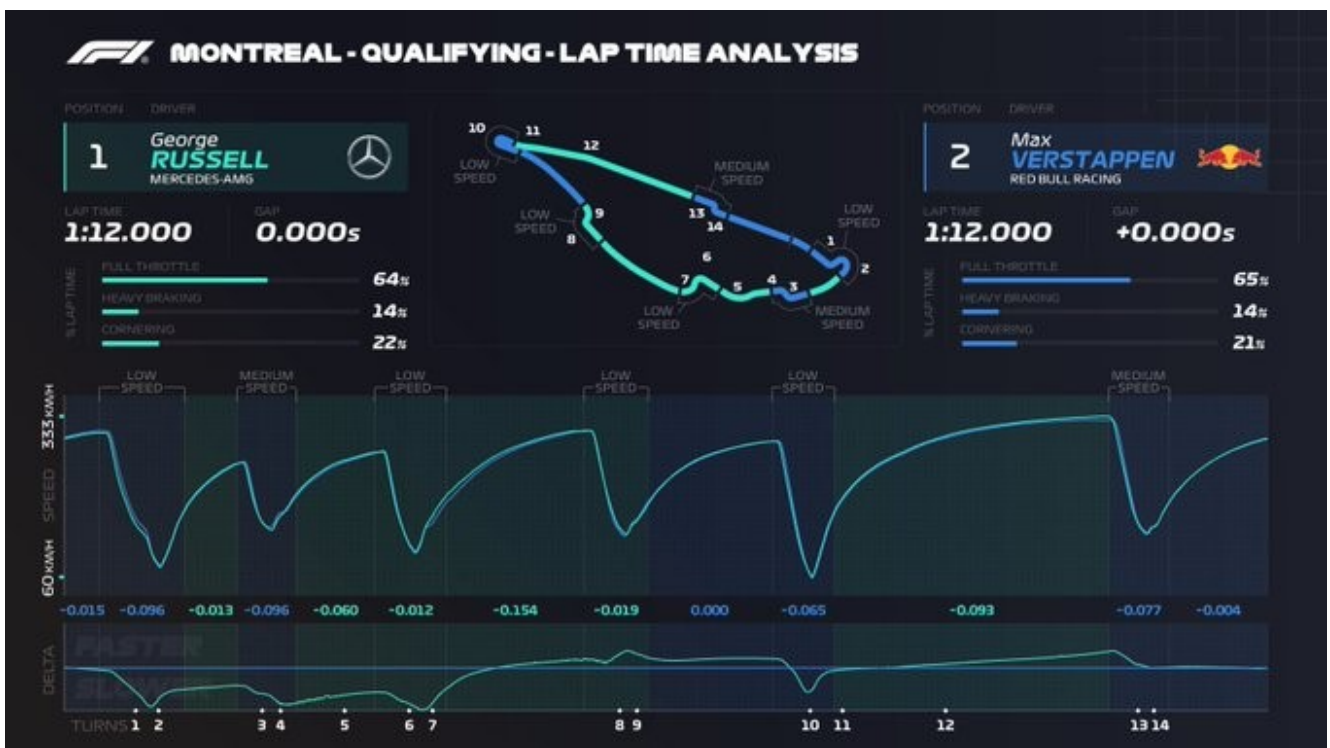 F1 MONTREAL - QUALIFYING - LAP TIME ANALYSIS
POSITION DRIVER
1 George RUSSELL
MERCEDES-AMG
LAP TIME GAP
1:12.000 0.000s
% LAP TIME
FULL THROTTLE 64%
HEAVY BRAKING 14%
CORNERING 22%
10 11 12
LOW SPEED
MEDIUM SPEED
13 14
LOW SPEED
1 2
LOW SPEED
9 8
6 7 5 4 3
LOW SPEED
MEDIUM SPEED
POSITION DRIVER
2 Max VERSTAPPEN
Red Bull
RED BULL RACING
LAP TIME GAP
1:12.000 +0.000s
% LAP TIME
FULL THROTTLE 65%
HEAVY BRAKING 14%
CORNERING 21%
LOW SPEED MEDIUM SPEED LOW SPEED LOW SPEED LOW SPEED MEDIUM SPEED
333 KM/H
SPEED
60 KM/H
-0.015 -0.096 -0.013 -0.096 -0.060 -0.012 -0.154 -0.019 0.000 -0.065 -0.093 -0.077 -0.004
DELTA
FASTER
SLOWER
TURNS 1 2 3 4 5 6 7 8 9 10 11 12 13 14